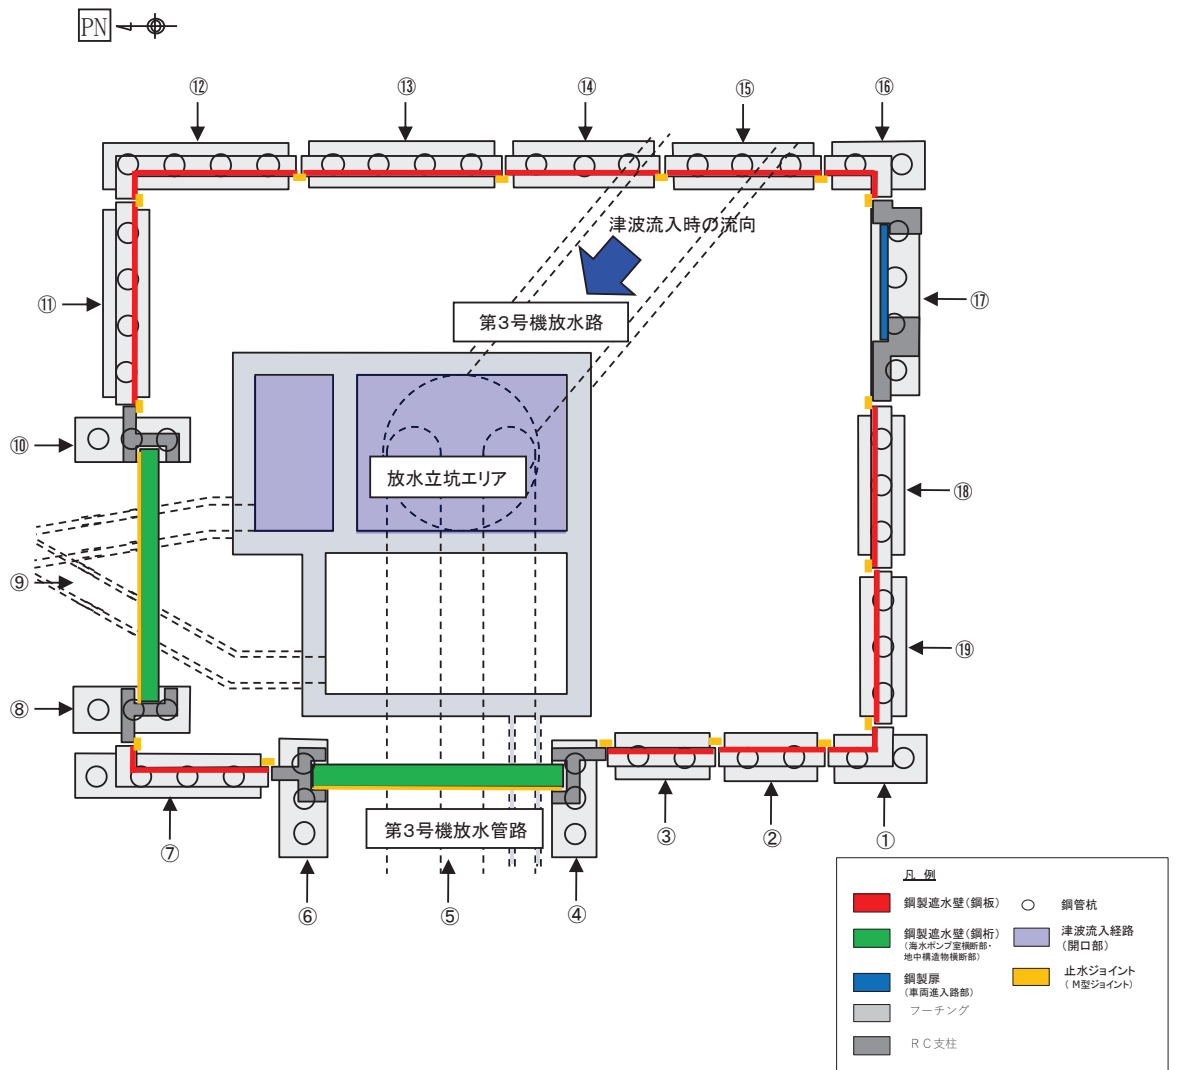 PN
⑫
⑬
⑭
⑮
⑯
津波流入時の流向
⑪
⑰
第3号機放水路
⑩
放水立坑エリア
⑱
⑨
⑲
⑧
③
②
①
第3号機放水管路
⑦
⑥
⑤
④
凡 例
鋼製遮水壁(鋼板)
鋼製遮水壁(鋼桁)
(海水ポンプ室横断部・
地中構造物横断部)
鋼製扉
(車両進入路部)
フーチング
RC支柱
鋼管杭
津波流入経路
(開口部)
止水ジョイント
(M型ジョイント)